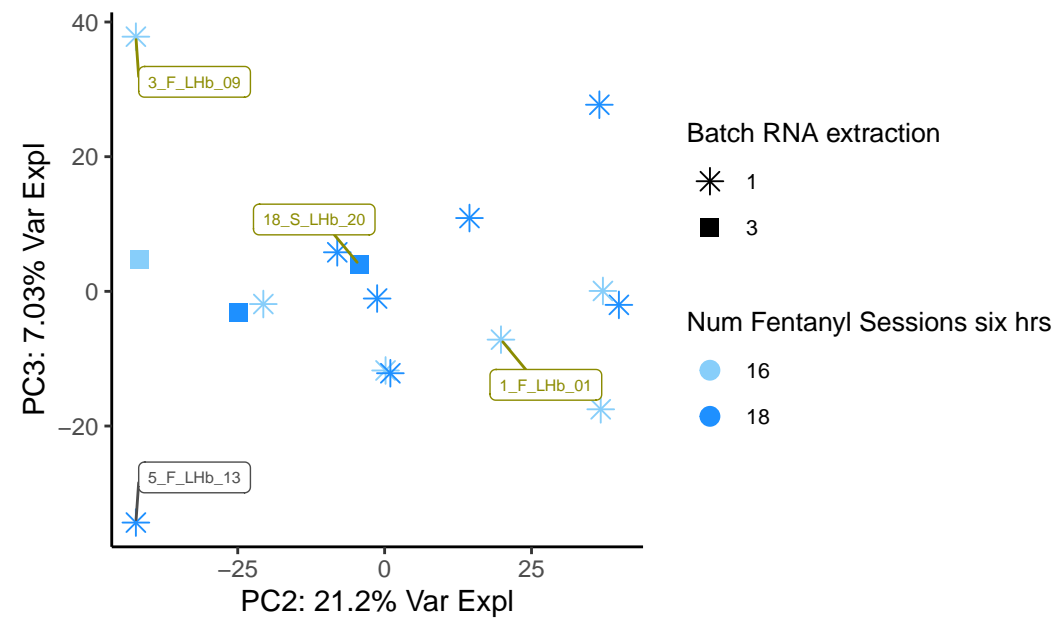 40
20
0
−20
PC3: 7.03% Var Expl
3_F_LHb_09
18_S_LHb_20
1_F_LHb_01
5_F_LHb_13
−25
0
25
PC2: 21.2% Var Expl
Batch RNA extraction
1
3
Num Fentanyl Sessions six hrs
16
18